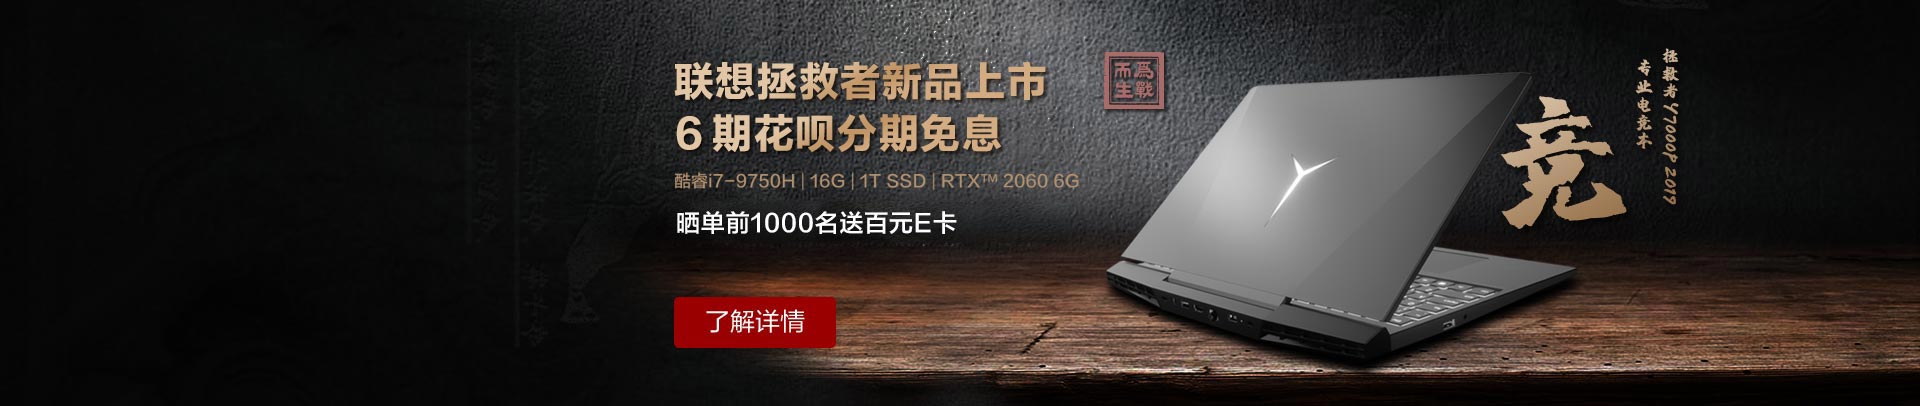 联想拯救者新品上市
6 期花呗分期免息
酷睿i7-9750H | 16G | 1T SSD | RTX™ 2060 6G
晒单前1000名送百元E卡
了解详情
為戰
而生
竞
拯救者Y7000P 2019
专业电竞本